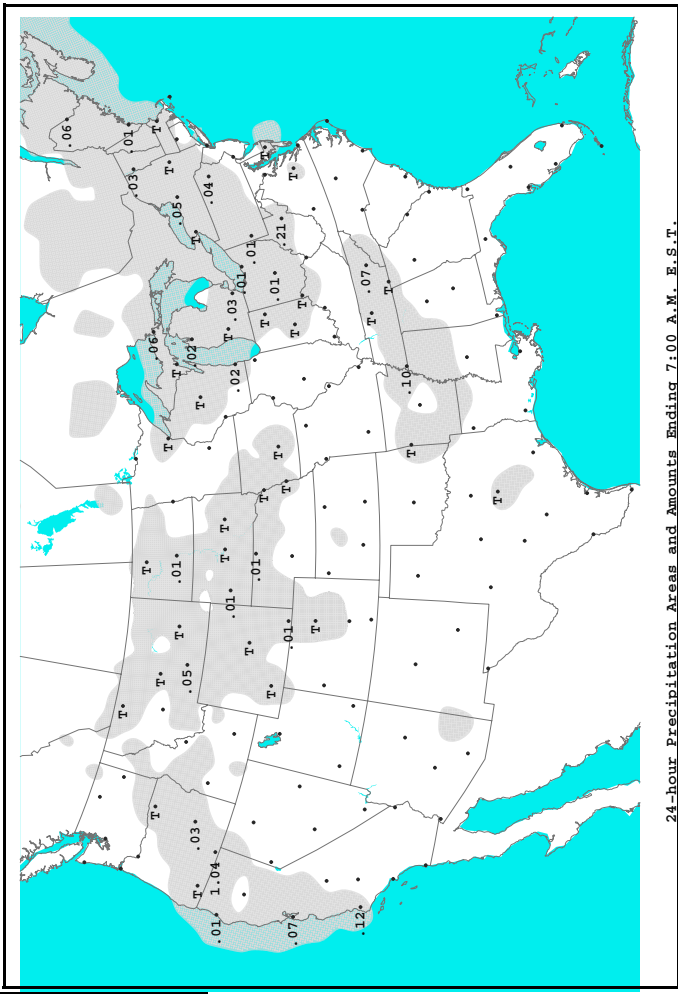 .06
T
.01
.03
T
.06
T
T
T
T
T
.01
T
.05
T
.05
.02
.03
T
T
T
.04
1.04
.01
T
T
T
.01
.03
.02
.01
T
.01
.01
T
T
T
T
.01
T
.21
T
.01
.07
T
T
T
T
.12
.07
T
T
.10
T
T
24-hour Precipitation Areas and Amounts Ending 7:00 A.M. E.S.T.